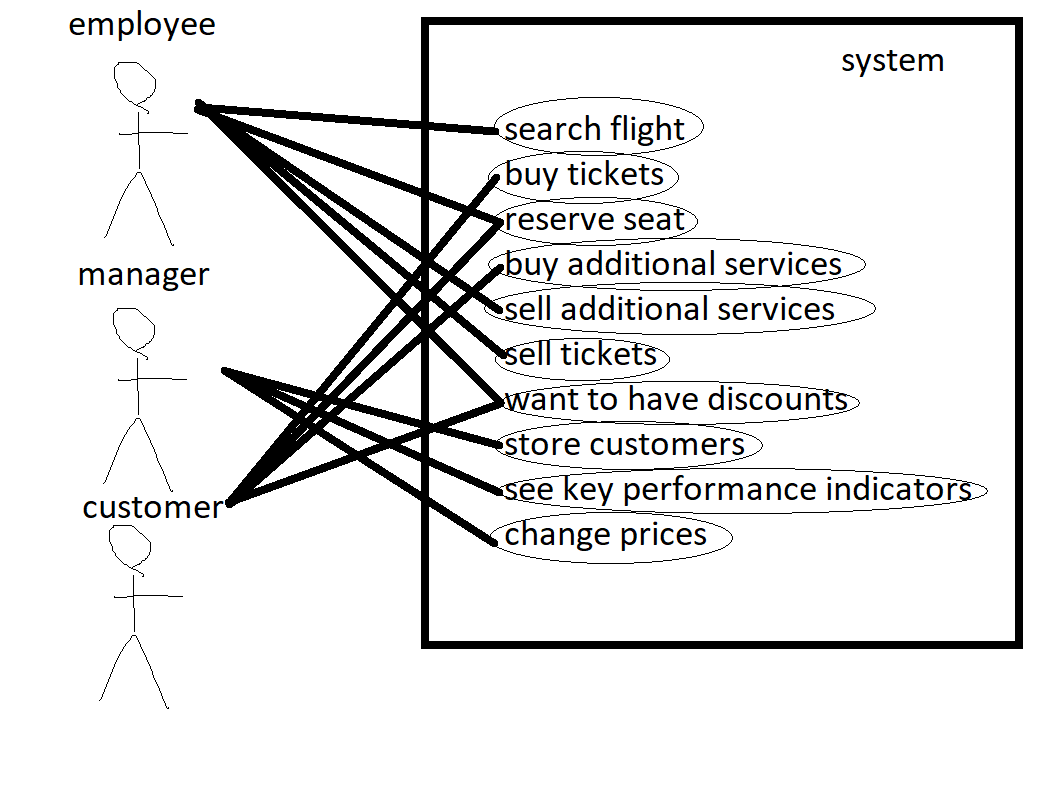 employee
system
search flight
buy tickets
reserve seat
buy additional services
manager
sell additional services
sell tickets
want to have discounts
store customers
see key performance indicators
customer
change prices